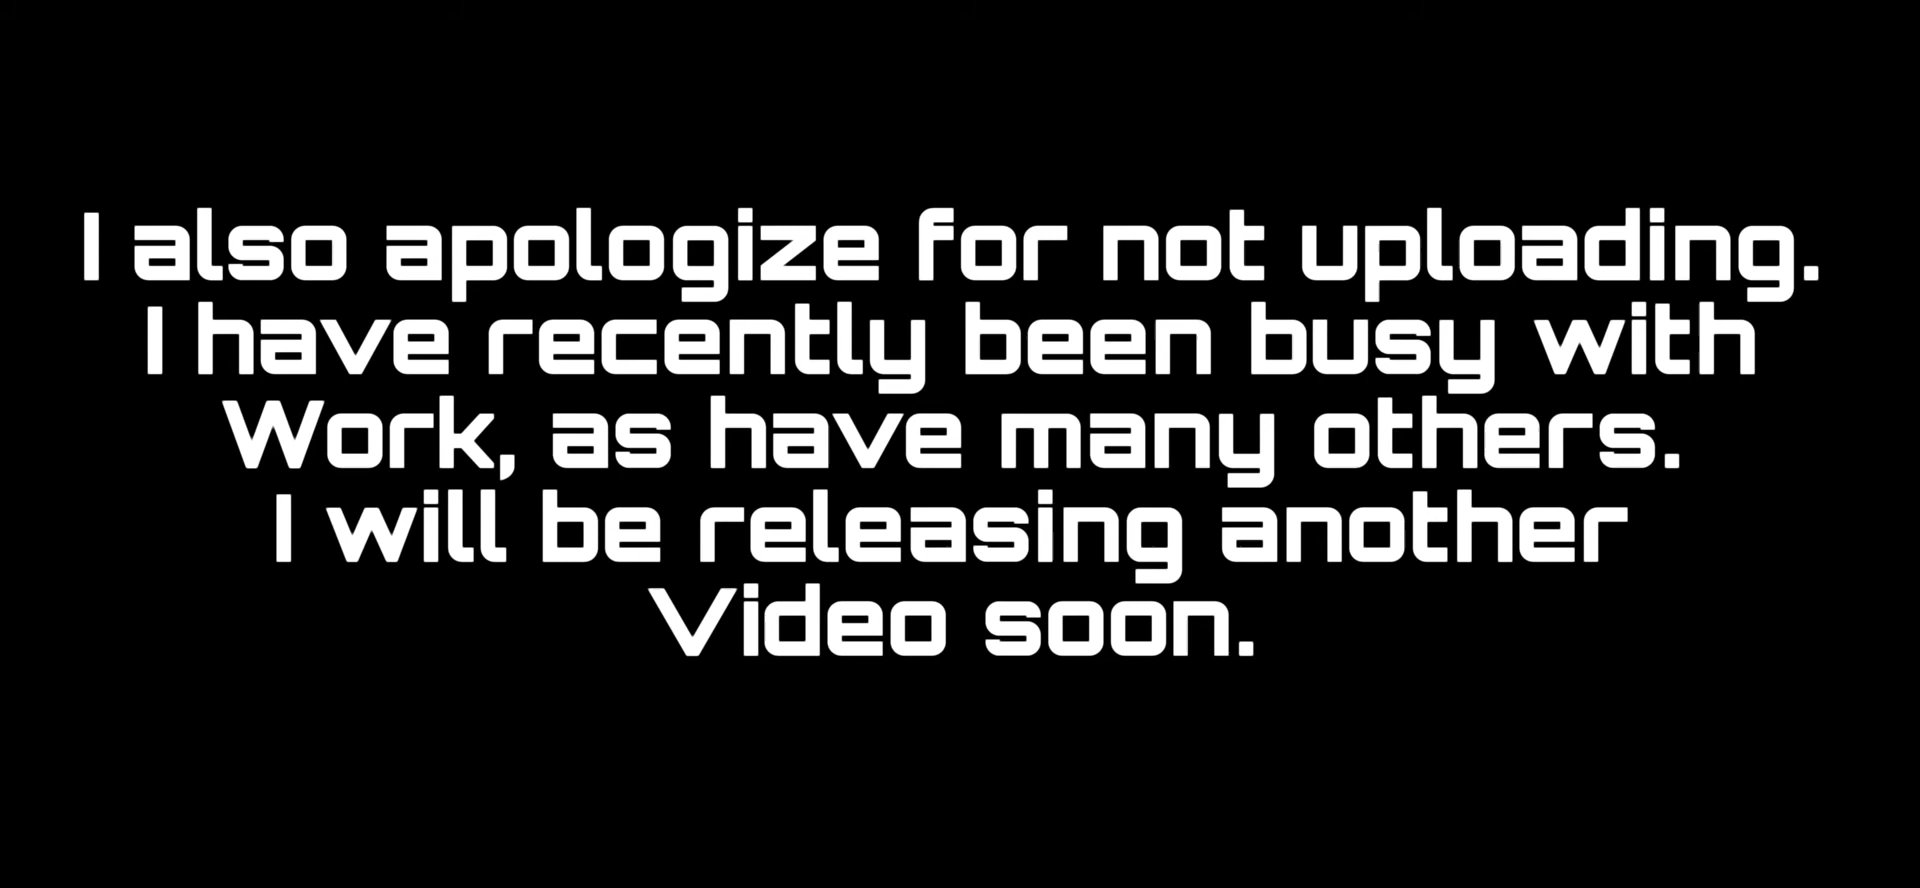 I also apologize for not uploading.
I have recently been busy with
Work, as have many others.
I will be releasing another
Video soon.